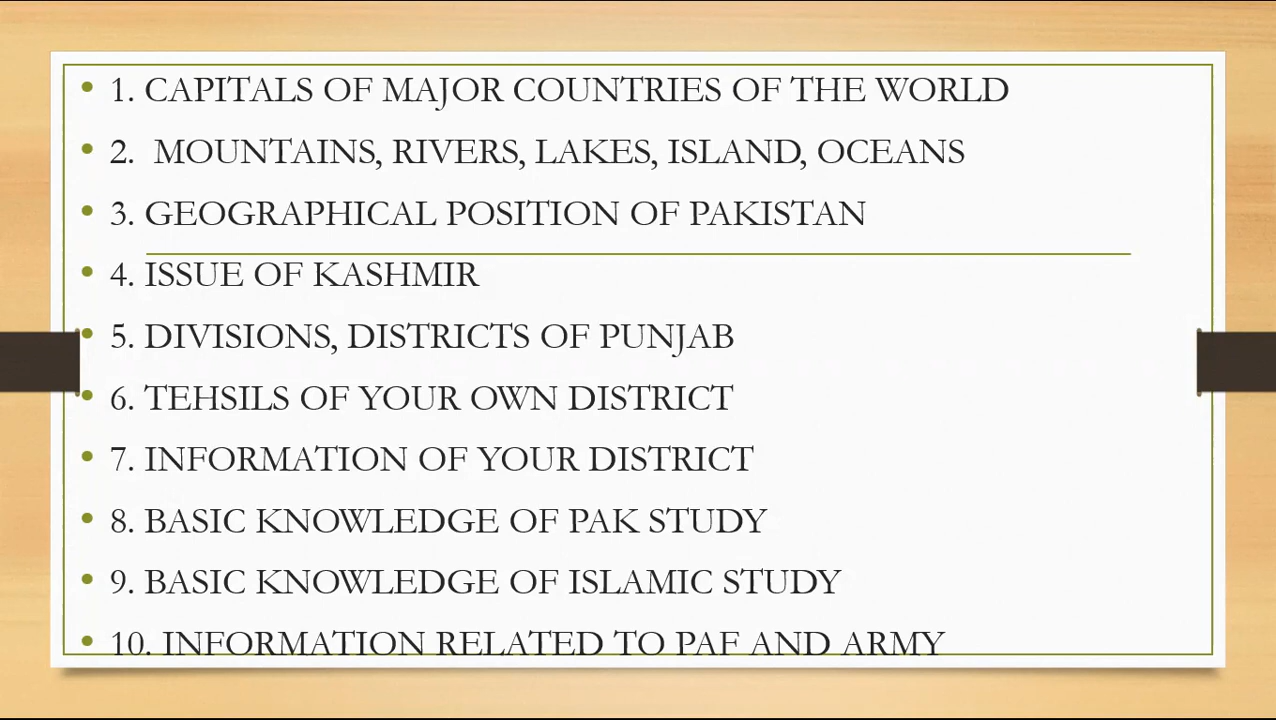 • 1. CAPITALS OF MAJOR COUNTRIES OF THE WORLD
• 2. MOUNTAINS, RIVERS, LAKES, ISLAND, OCEANS
• 3. GEOGRAPHICAL POSITION OF PAKISTAN
• 4. ISSUE OF KASHMIR
• 5. DIVISIONS, DISTRICTS OF PUNJAB
• 6. TEHSILS OF YOUR OWN DISTRICT
• 7. INFORMATION OF YOUR DISTRICT
• 8. BASIC KNOWLEDGE OF PAK STUDY
• 9. BASIC KNOWLEDGE OF ISLAMIC STUDY
• 10. INFORMATION RELATED TO PAF AND ARMY